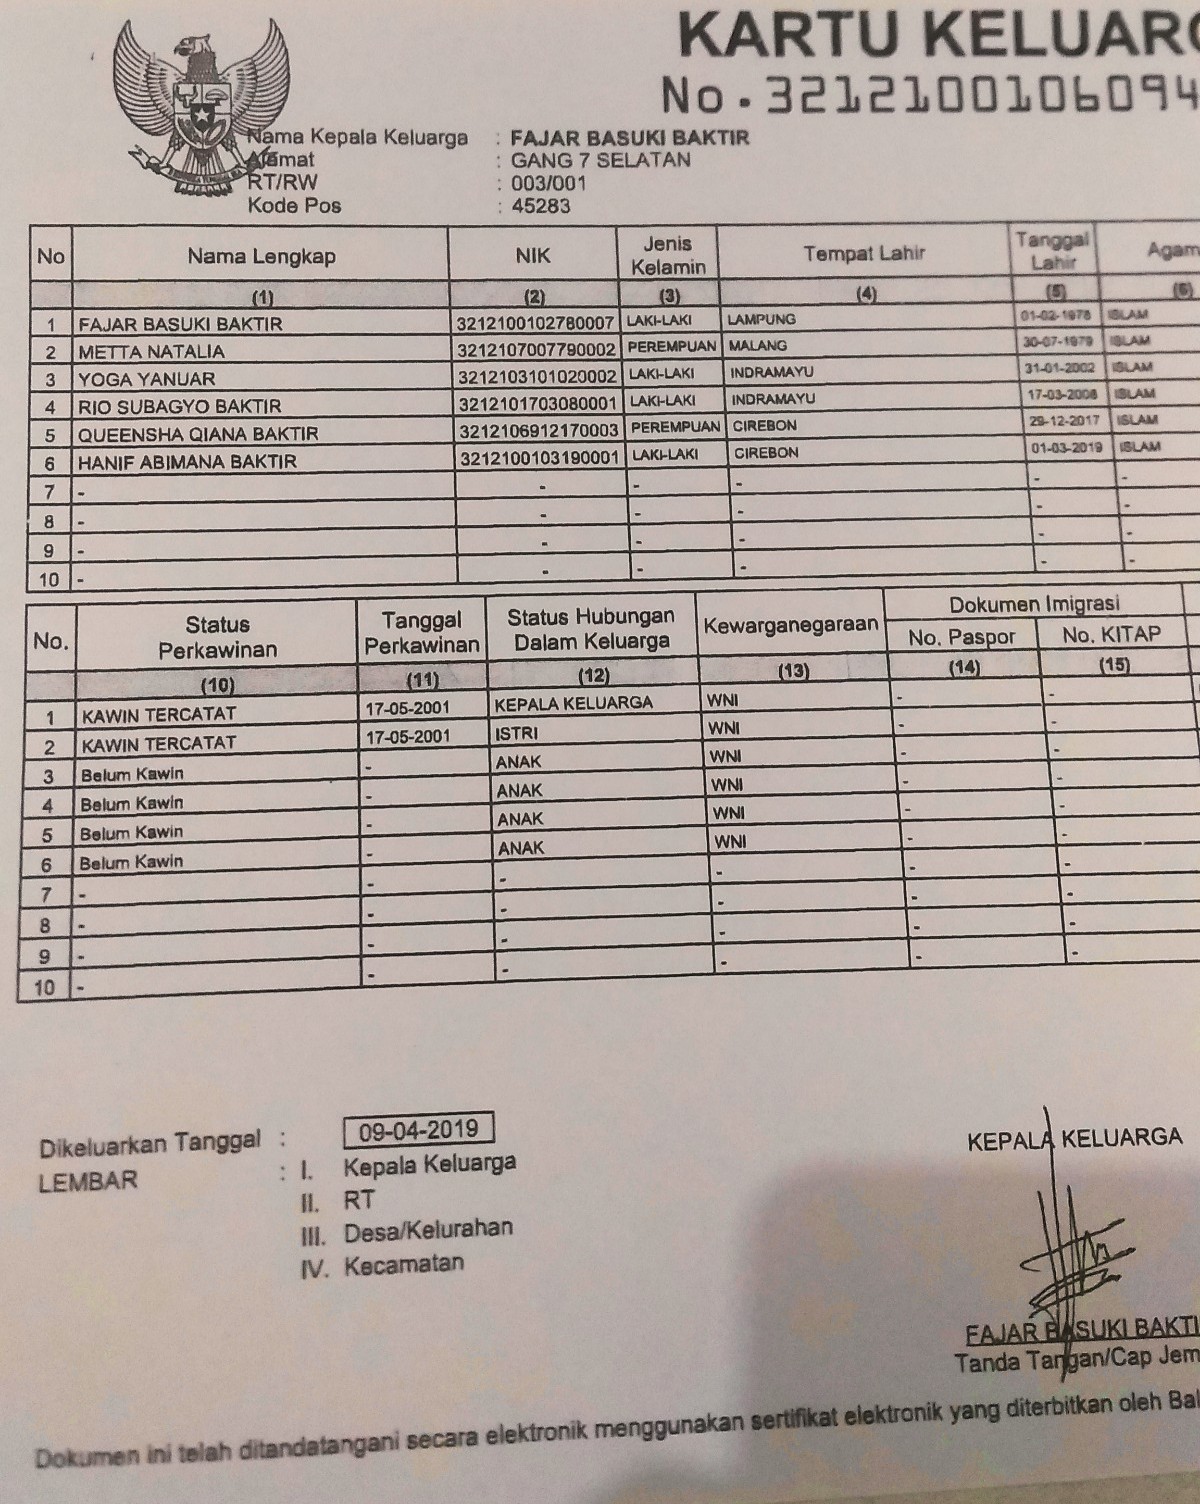 KARTU KELUARG
No. 3212100106094
Nama Kepala Keluarga : FAJAR BASUKI BAKTIR
Alamat : GANG 7 SELATAN
RT/RW : 003/001
Kode Pos : 45283
No Nama Lengkap NIK Jenis Kelamin Tempat Lahir Tanggal Lahir Agam
(1) (2) (3) (4) (5) (6)
1 FAJAR BASUKI BAKTIR 3212100102780007 LAKI-LAKI LAMPUNG 01-02-1978 ISLAM
2 METTA NATALIA 3212107007790002 PEREMPUAN MALANG 30-07-1979 ISLAM
3 YOGA YANUAR 3212103101020002 LAKI-LAKI INDRAMAYU 31-01-2002 ISLAM
4 RIO SUBAGYO BAKTIR 3212101703080001 LAKI-LAKI INDRAMAYU 17-03-2008 ISLAM
5 QUEENSHA QIANA BAKTIR 3212106912170003 PEREMPUAN CIREBON 29-12-2017 ISLAM
6 HANIF ABIMANA BAKTIR 3212100103190001 LAKI-LAKI CIREBON 01-03-2019 ISLAM
7 - - - - - -
8 - - - - - -
9 - - - - - -
10 - - - - - -
No. Status Perkawinan Tanggal Perkawinan Status Hubungan Dalam Keluarga Kewarganegaraan Dokumen Imigrasi
No. Paspor No. KITAP
(10) (11) (12) (13) (14) (15)
1 KAWIN TERCATAT 17-05-2001 KEPALA KELUARGA WNI - -
2 KAWIN TERCATAT 17-05-2001 ISTRI WNI - -
3 Belum Kawin - ANAK WNI - -
4 Belum Kawin - ANAK WNI - -
5 Belum Kawin - ANAK WNI - -
6 Belum Kawin - ANAK WNI - -
7 - - - - - -
8 - - - - - -
9 - - - - - -
10 - - - - - -
Dikeluarkan Tanggal : 09-04-2019
LEMBAR : I. Kepala Keluarga
II. RT
III. Desa/Kelurahan
IV. Kecamatan
KEPALA KELUARGA
FAJAR BASUKI BAKTI
Tanda Tangan/Cap Jem
Dokumen ini telah ditandatangani secara elektronik menggunakan sertifikat elektronik yang diterbitkan oleh Bal